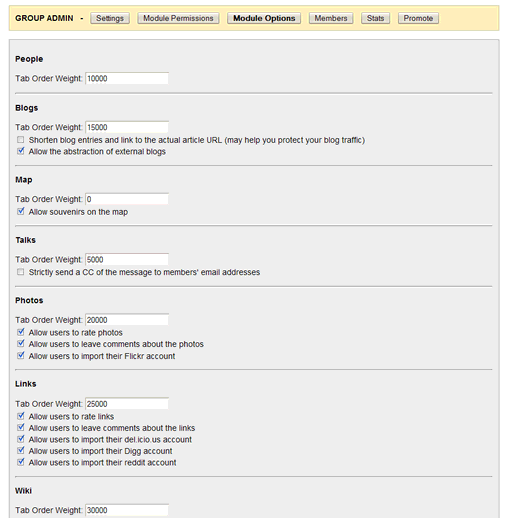 GROUP ADMIN - Settings Module Permissions Module Options Members Stats Promote
People
Tab Order Weight: 10000
Blogs
Tab Order Weight: 15000
Shorten blog entries and link to the actual article URL (may help you protect your blog traffic)
Allow the abstraction of external blogs
Map
Tab Order Weight: 0
Allow souvenirs on the map
Talks
Tab Order Weight: 5000
Strictly send a CC of the message to members' email addresses
Photos
Tab Order Weight: 20000
Allow users to rate photos
Allow users to leave comments about the photos
Allow users to import their Flickr account
Links
Tab Order Weight: 25000
Allow users to rate links
Allow users to leave comments about the links
Allow users to import their del.icio.us account
Allow users to import their Digg account
Allow users to import their reddit account
Wiki
Tab Order Weight: 30000